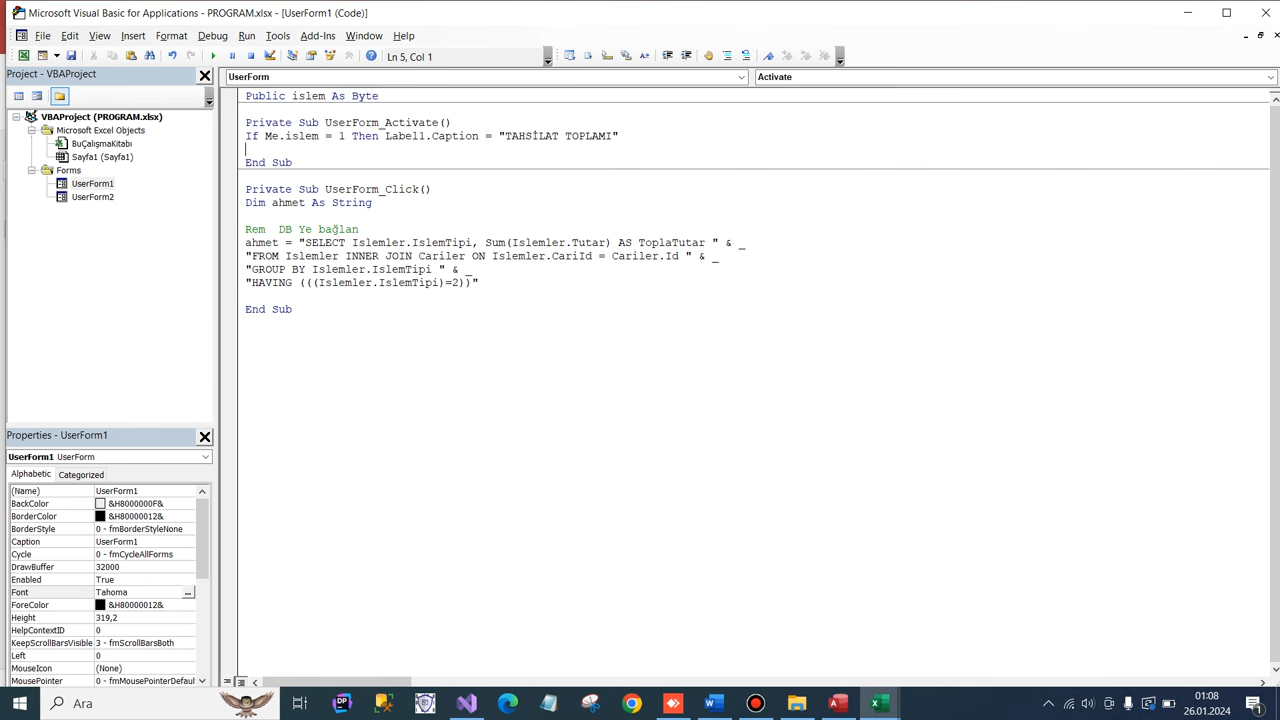 Microsoft Visual Basic for Applications - PROGRAM.xlsx - [UserForm1 (Code)]
File Edit View Insert Format Debug Run Tools Add-Ins Window Help
Ln 5, Col 1
Project - VBAProject
UserForm
Activate
VBAProject (PROGRAM.xlsx)
Microsoft Excel Objects
BuÇalışmaKitabı
Sayfa1 (Sayfa1)
Forms
UserForm1
UserForm2
Public islem As Byte
Private Sub UserForm_Activate()
If Me.islem = 1 Then Label1.Caption = "TAHSİLAT TOPLAMI"
End Sub
Private Sub UserForm_Click()
Dim ahmet As String
Rem  DB Ye bağlan
ahmet = "SELECT Islemler.IslemTipi, Sum(Islemler.Tutar) AS ToplaTutar " & _
"FROM Islemler INNER JOIN Cariler ON Islemler.CariId = Cariler.Id " & _
"GROUP BY Islemler.IslemTipi " & _
"HAVING (((Islemler.IslemTipi)=2))"
End Sub
Properties - UserForm1
UserForm1 UserForm
Alphabetic Categorized
(Name) UserForm1
BackColor &H8000000F&
BorderColor &H80000012&
BorderStyle 0 - fmBorderStyleNone
Caption UserForm1
Cycle 0 - fmCycleAllForms
DrawBuffer 32000
Enabled True
Font Tahoma
ForeColor &H80000012&
Height 319,2
HelpContextID 0
KeepScrollBarsVisible 3 - fmScrollBarsBoth
Left 0
MouseIcon (None)
MousePointer 0 - fmMousePointerDefaul
Ara
01:08
26.01.2024